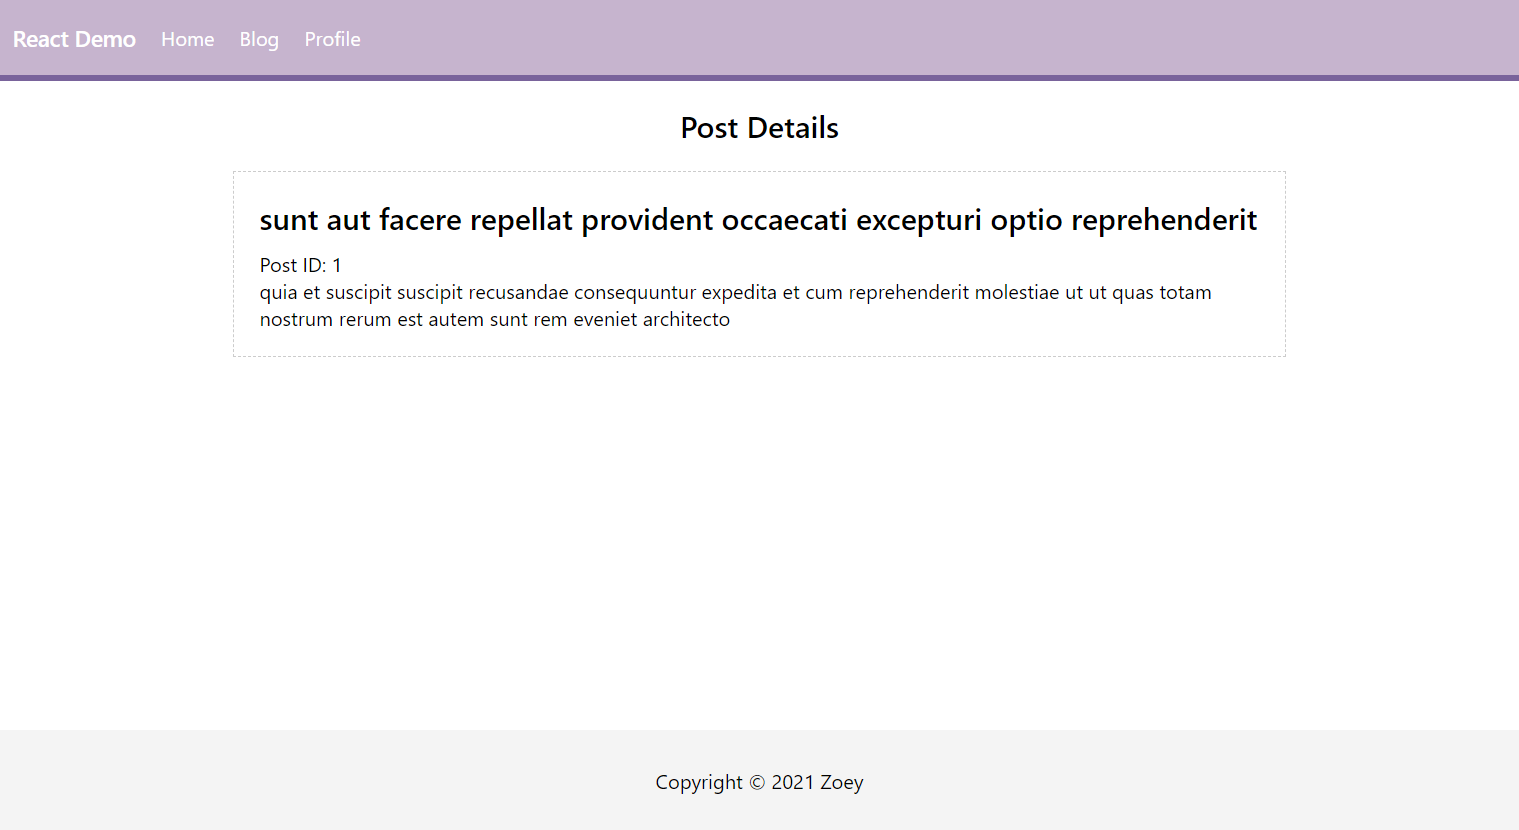 React Demo Home Blog Profile
Post Details
sunt aut facere repellat provident occaecati excepturi optio reprehenderit
Post ID: 1
quia et suscipit suscipit recusandae consequuntur expedita et cum reprehenderit molestiae ut ut quas totam
nostrum rerum est autem sunt rem eveniet architecto
Copyright © 2021 Zoey